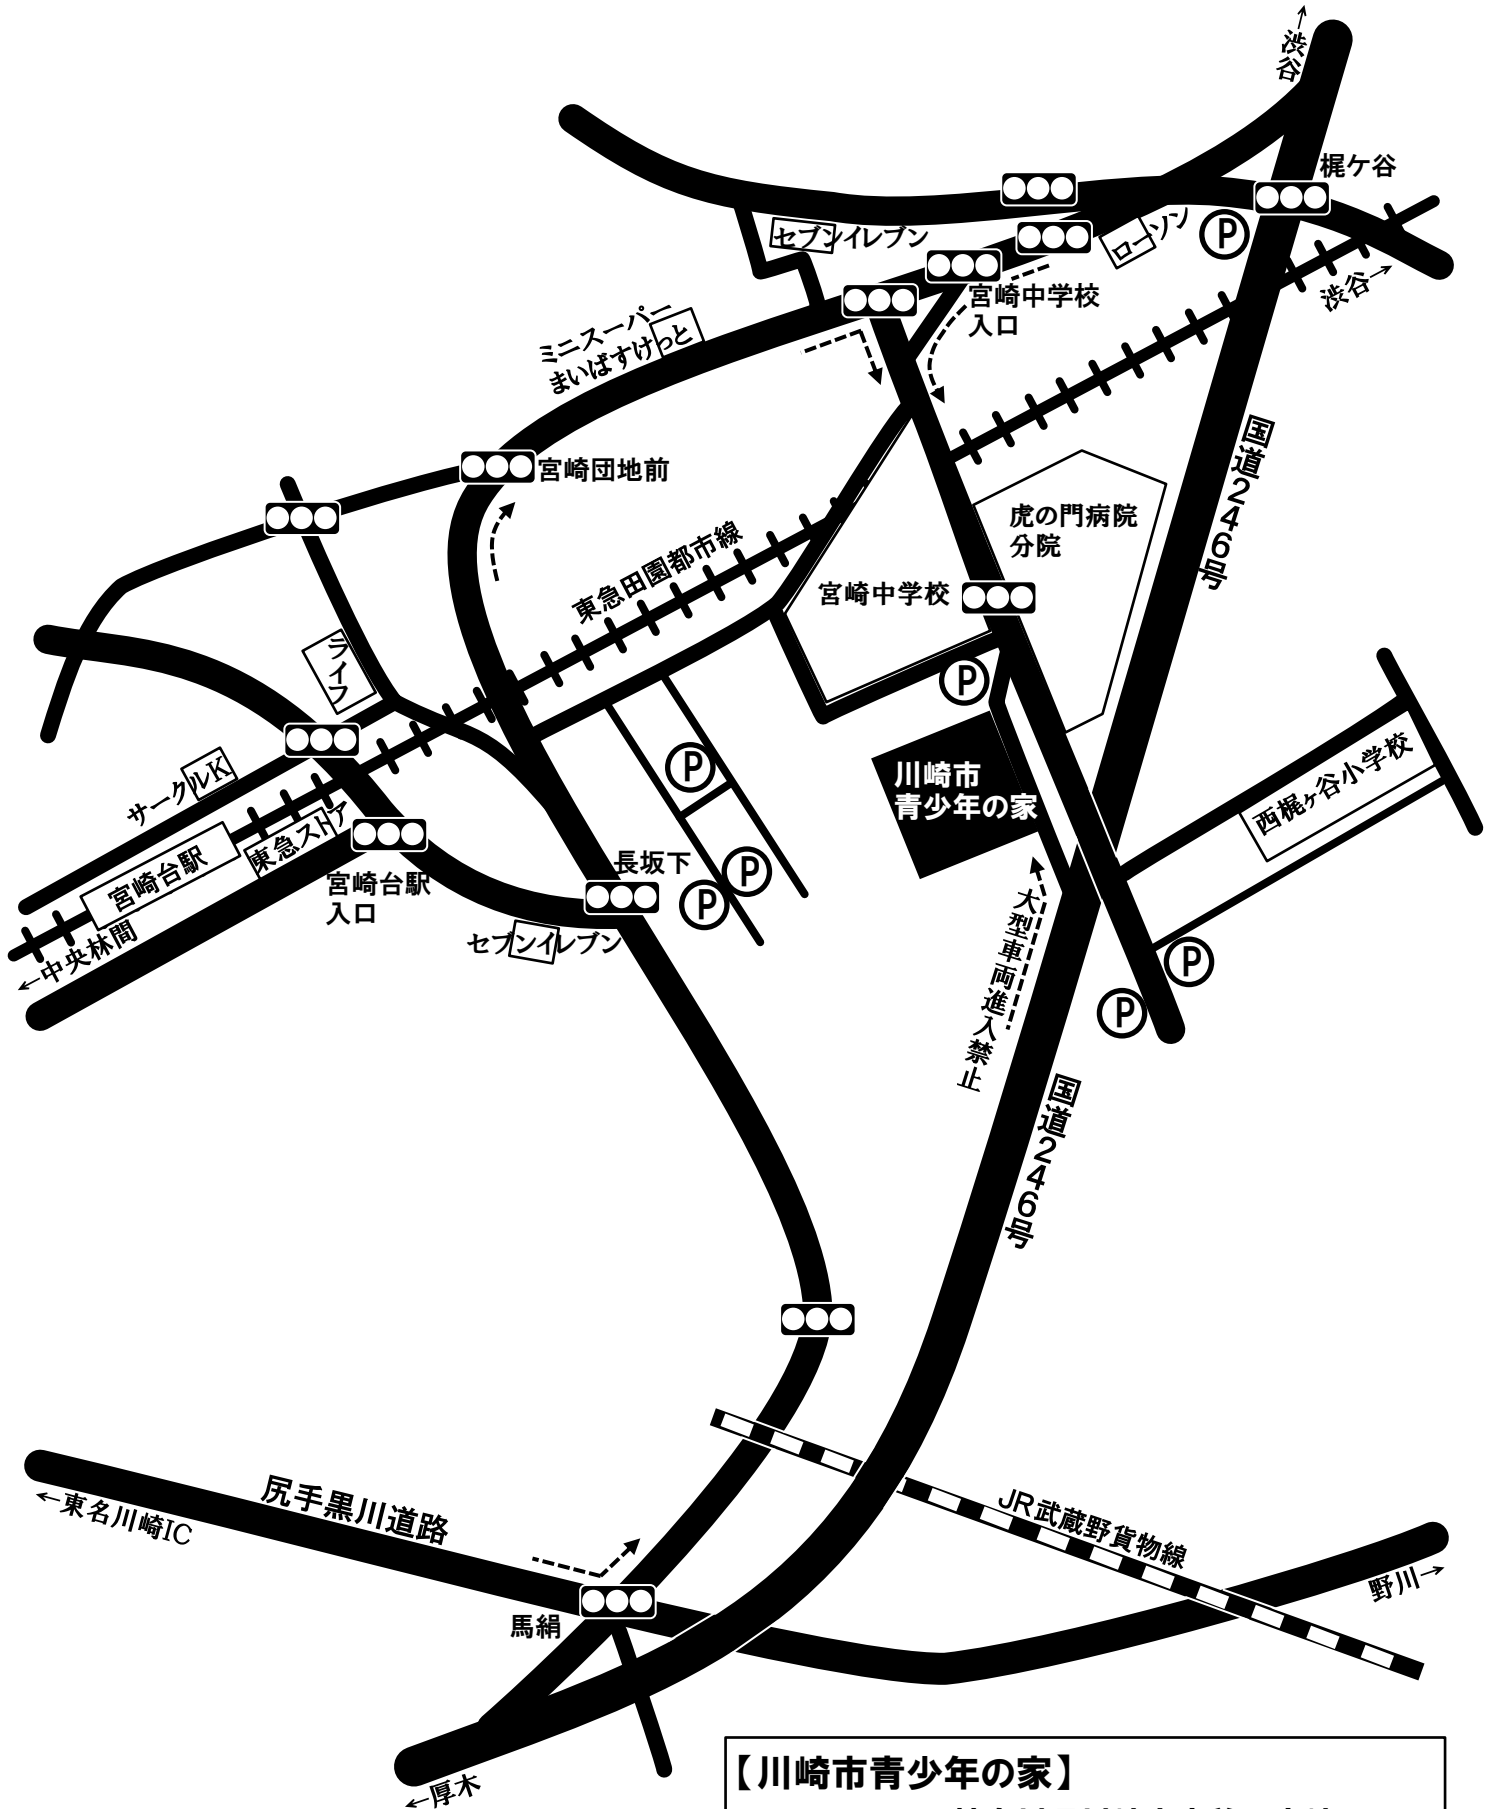 ↑渋谷
梶ケ谷
セブンイレブン
ローソン
P
渋谷→
宮崎中学校
入口
ミニスーパー
まいばすけっと
国道246号
宮崎団地前
虎の門病院
分院
東急田園都市線
宮崎中学校
ライフ
P
サークルK
P
川崎市
青少年の家
西梶ヶ谷小学校
東急ストア
宮崎台駅
長坂下
P
P
宮崎台駅
入口
大型車両進入禁止
セブンイレブン
←中央林間
P
P
国道246号
尻手黒川道路
←東名川崎IC
JR武蔵野貨物線
野川→
馬絹
←厚木
【川崎市青少年の家】